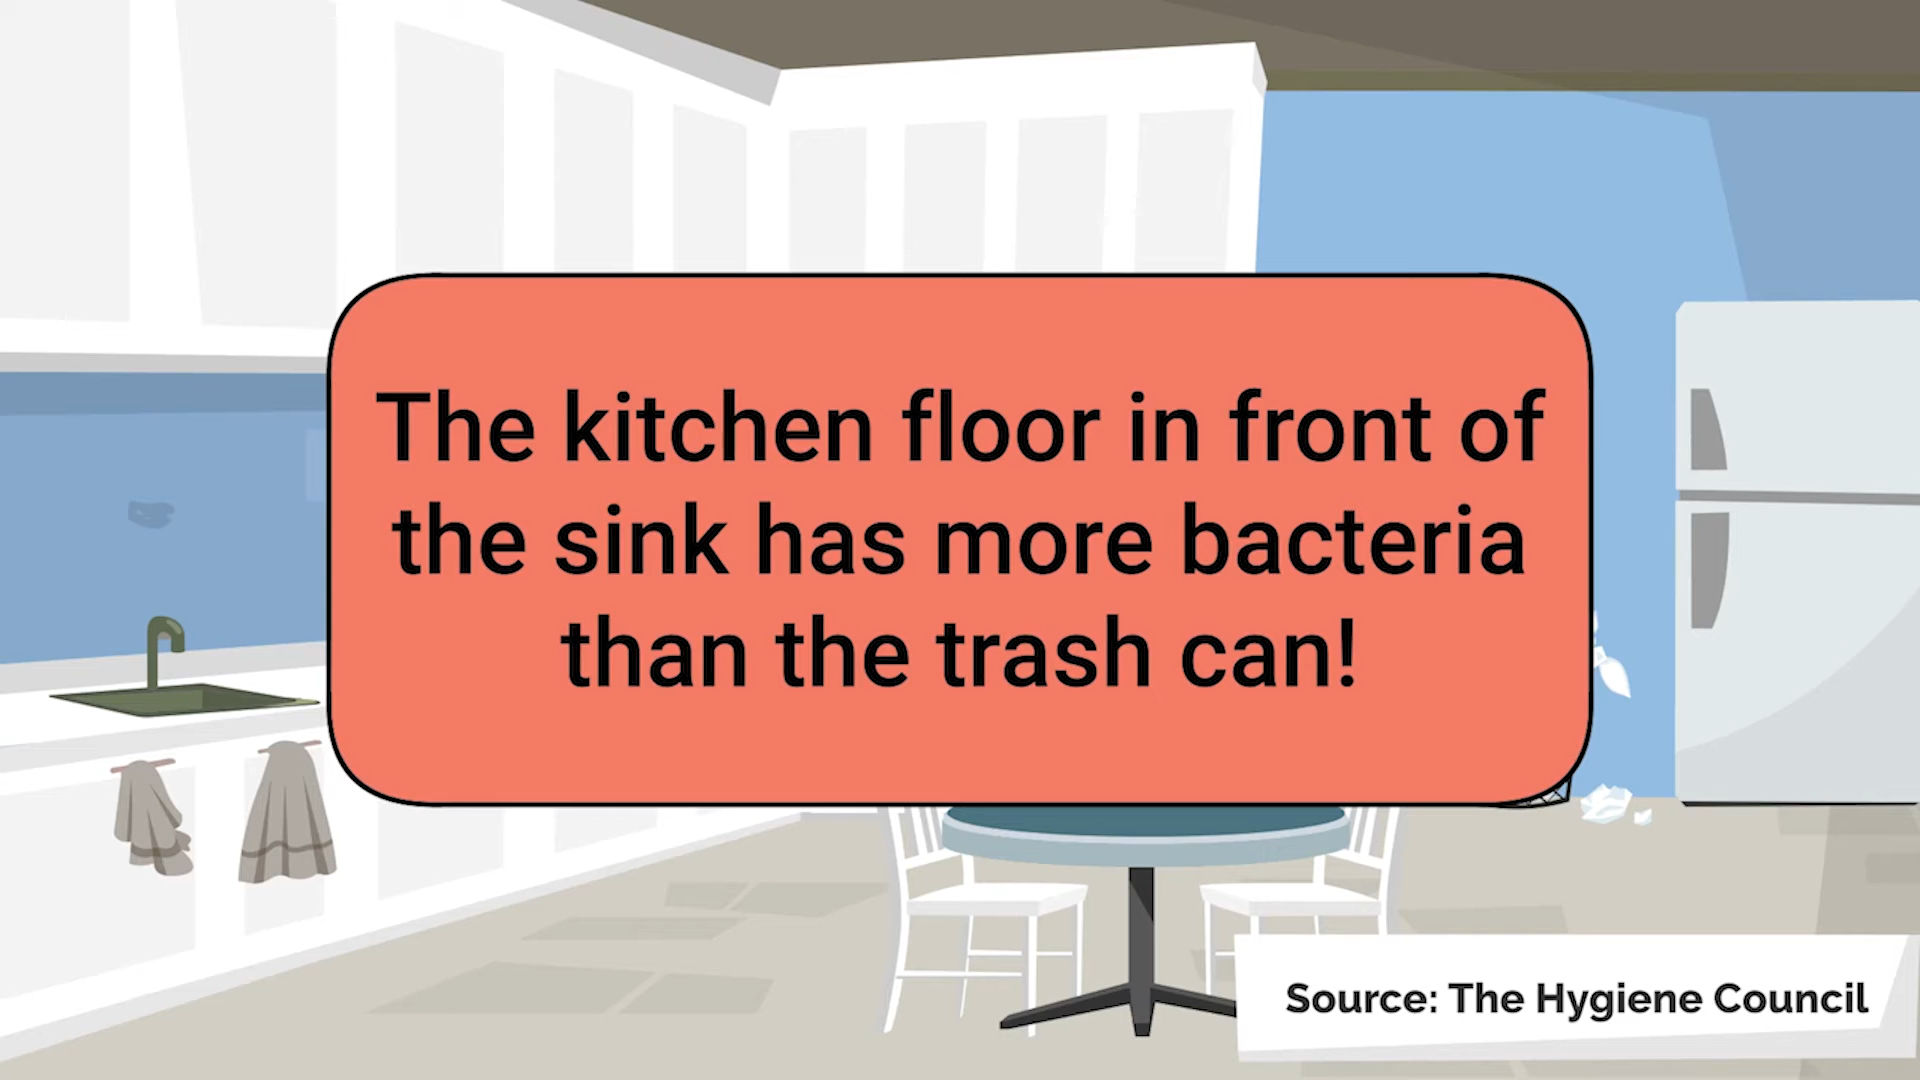 The kitchen floor in front of
the sink has more bacteria
than the trash can!
Source: The Hygiene Council